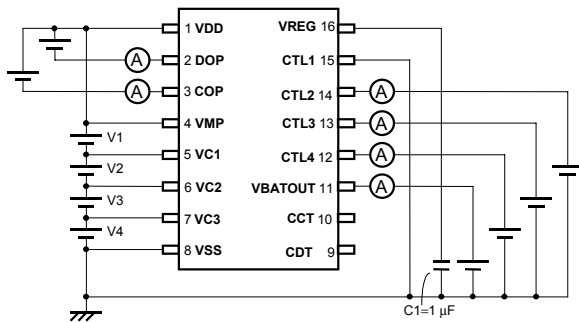 1 VDD
2 DOP
3 COP
4 VMP
5 VC1
6 VC2
7 VC3
8 VSS
VREG 16
CTL1 15
CTL2 14
CTL3 13
CTL4 12
VBATOUT 11
CCT 10
CDT 9
A
A
A
A
A
A
V1
V2
V3
V4
C1=1 µF